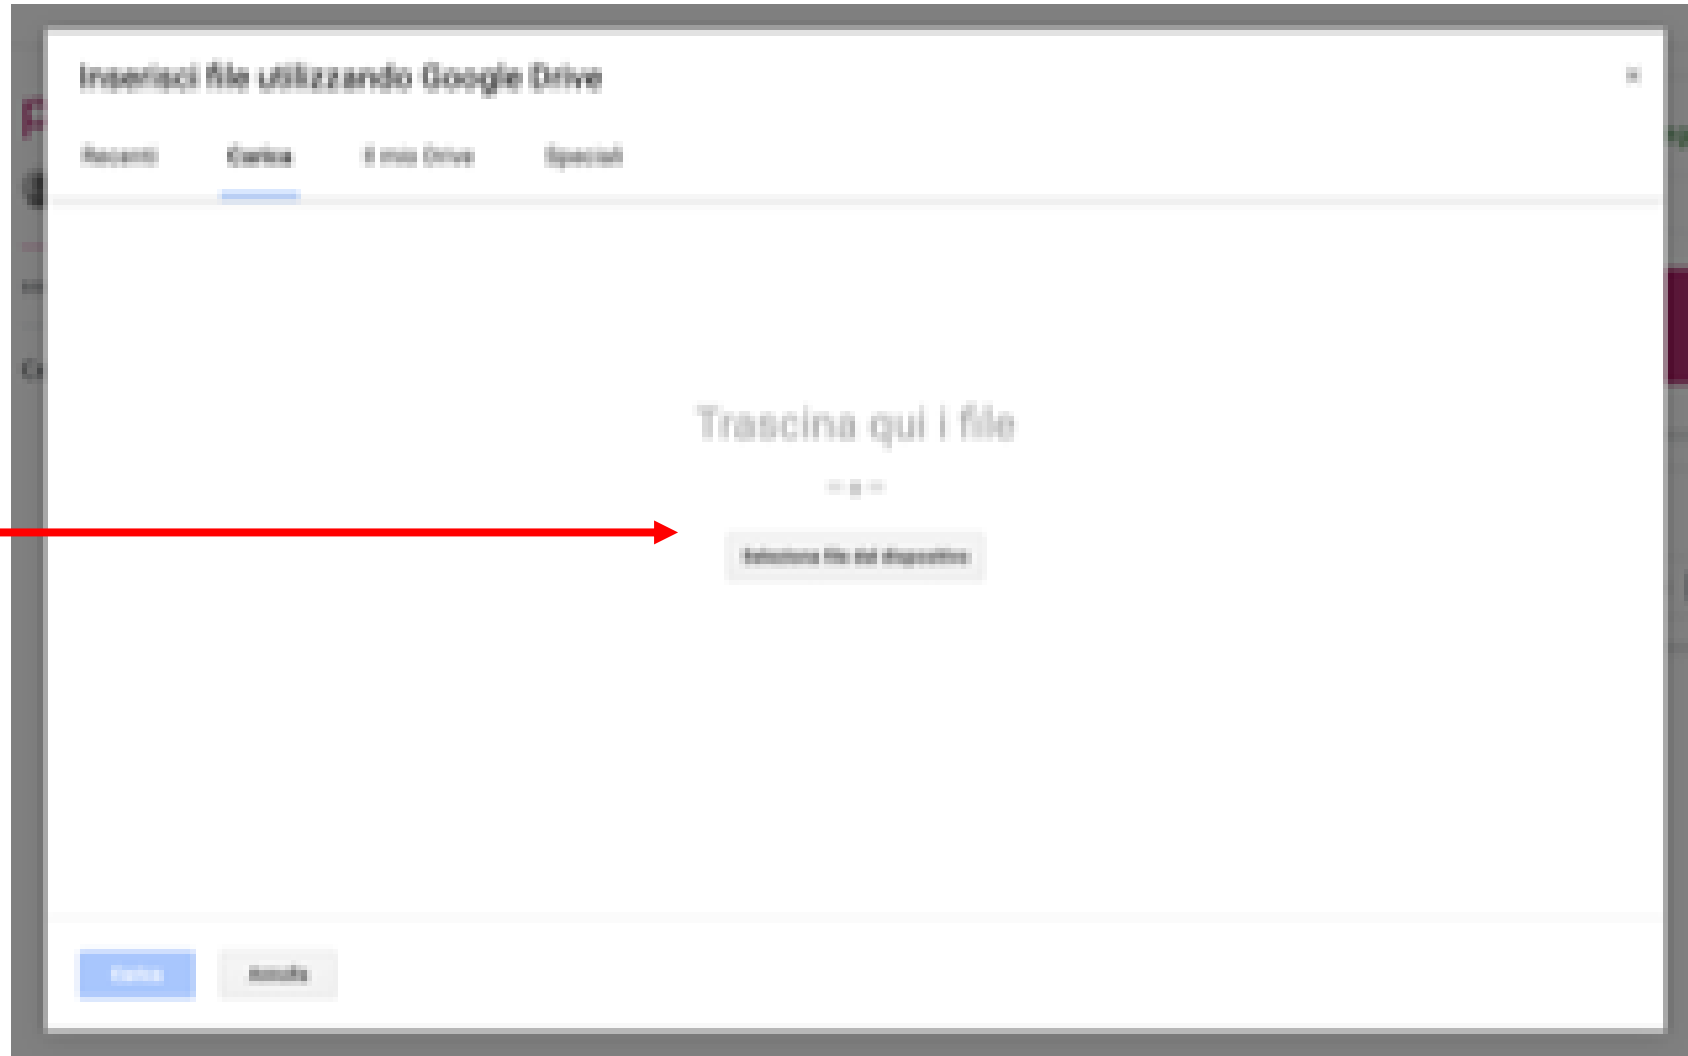 Inserisci file utilizzando Google Drive
Recenti Carica Il mio Drive Speciali
Trascina qui i file
Seleziona file dal dispositivo
Carica Annulla